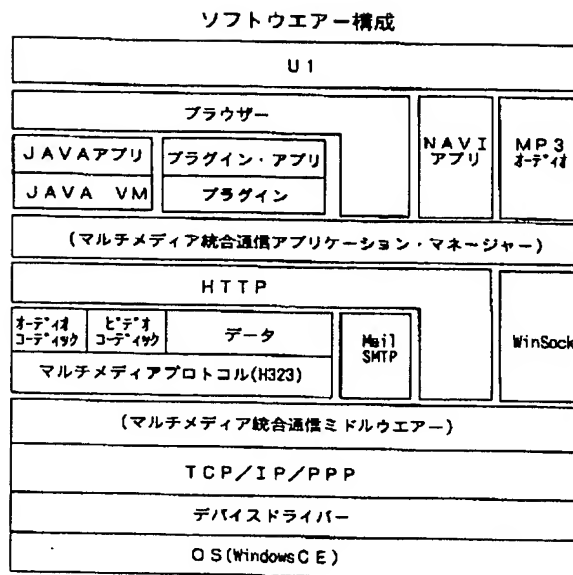 ソフトウエアー構成
U1
ブラウザー
JAVAアプリ
プラグイン・アプリ
JAVA VM
プラグイン
NAVI
アプリ
MP3
オーディオ
(マルチメディア統合通信アプリケーション・マネージャー)
HTTP
オーディオ
コーディック
ビデオ
コーディック
データ
マルチメディアプロトコル(H323)
Mail
SMTP
WinSock
(マルチメディア統合通信ミドルウエアー)
TCP/IP/PPP
デバイスドライバー
OS(WindowsCE)